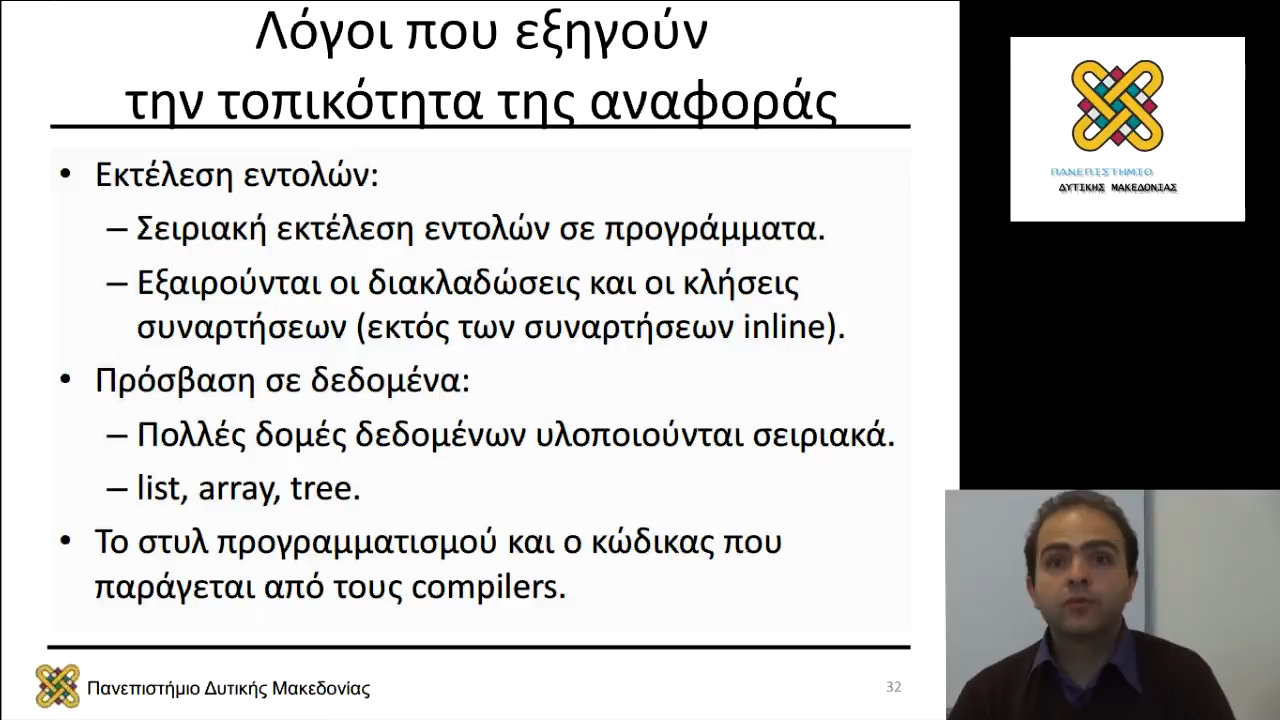 Λόγοι που εξηγούν
την τοπικότητα της αναφοράς
• Εκτέλεση εντολών:
– Σειριακή εκτέλεση εντολών σε προγράμματα.
– Εξαιρούνται οι διακλαδώσεις και οι κλήσεις
συναρτήσεων (εκτός των συναρτήσεων inline).
• Πρόσβαση σε δεδομένα:
– Πολλές δομές δεδομένων υλοποιούνται σειριακά.
– list, array, tree.
• Το στυλ προγραμματισμού και ο κώδικας που
παράγεται από τους compilers.
Πανεπιστήμιο Δυτικής Μακεδονίας
32
ΠΑΝΕΠΙΣΤΗΜΙΟ
ΔΥΤΙΚΗΣ ΜΑΚΕΔΟΝΙΑΣ